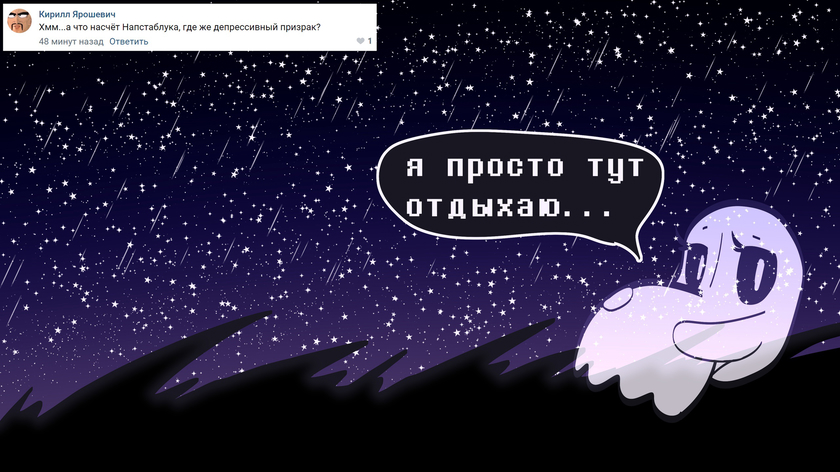 Кирилл Ярошевич
Хмм...а что насчёт Напстаблука, где же депрессивный призрак?
48 минут назад Ответить
1
я просто тут
отдыхаю...